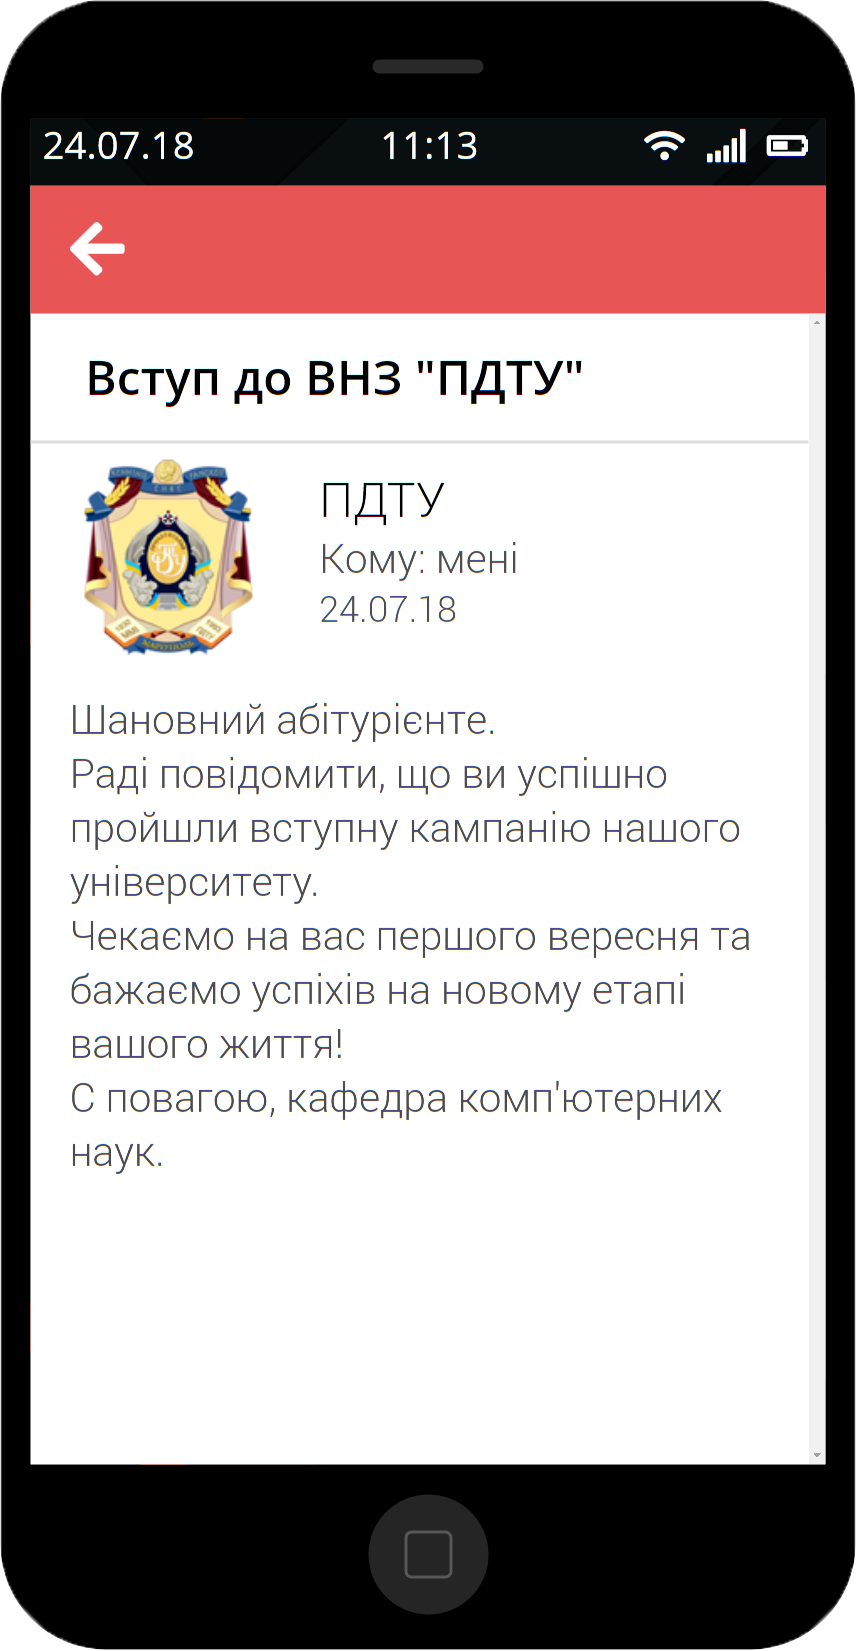 24.07.18 11:13
Вступ до ВНЗ "ПДТУ"
ПДТУ
Кому: мені
24.07.18
Шановний абітурієнте.
Раді повідомити, що ви успішно
пройшли вступну кампанію нашого
університету.
Чекаємо на вас першого вересня та
бажаємо успіхів на новому етапі
вашого життя!
С повагою, кафедра комп'ютерних
наук.